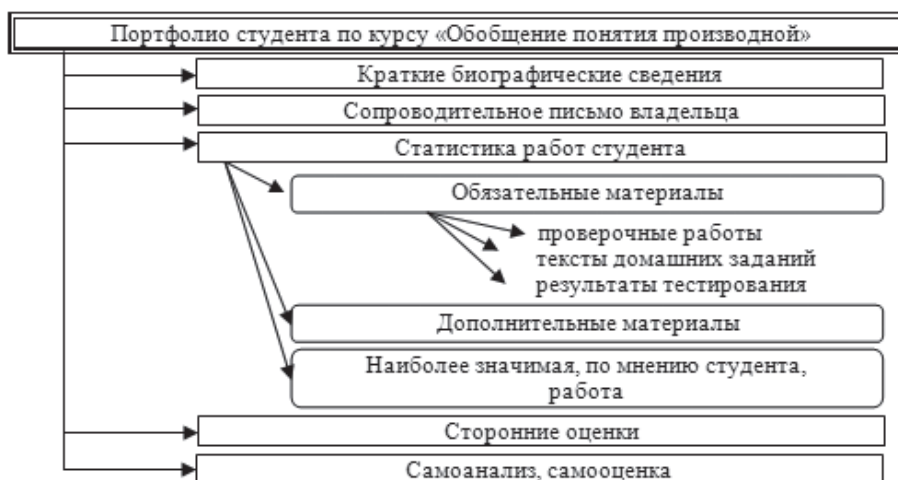 Портфолио студента по курсу «Обобщение понятия производной»
Краткие биографические сведения
Сопроводительное письмо владельца
Статистика работ студента
Обязательные материалы
проверочные работы
тексты домашних заданий
результаты тестирования
Дополнительные материалы
Наиболее значимая, по мнению студента,
работа
Сторонние оценки
Самоанализ, самооценка